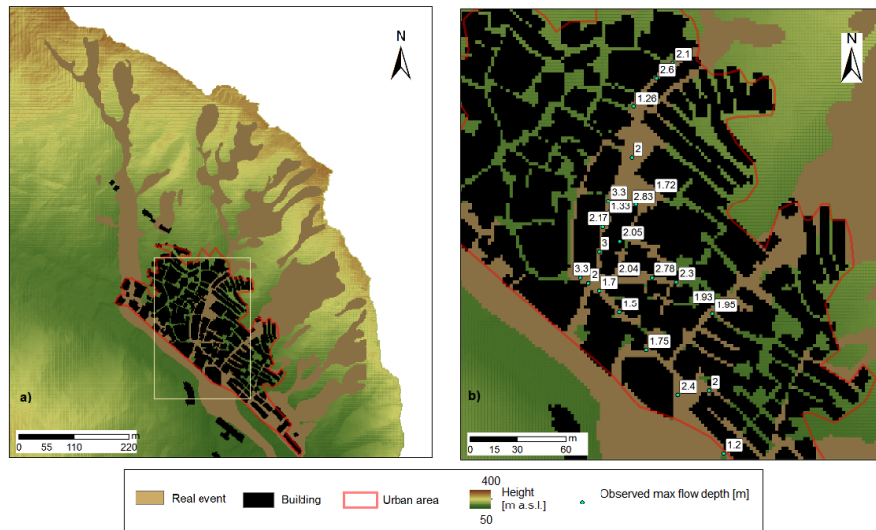 N
a)
m
0 55 110 220
N
2.1
2.6
1.26
2
1.72
3.3
2.83
1.33
2.17
2.05
3
3.3
2
2.04
2.78
2.3
1.7
1.93
1.95
1.5
1.75
2.4
2
b)
m
0 15 30 60
1.2
Real event
Building
Urban area
400
Height
[m a.s.l.]
50
Observed max flow depth [m]